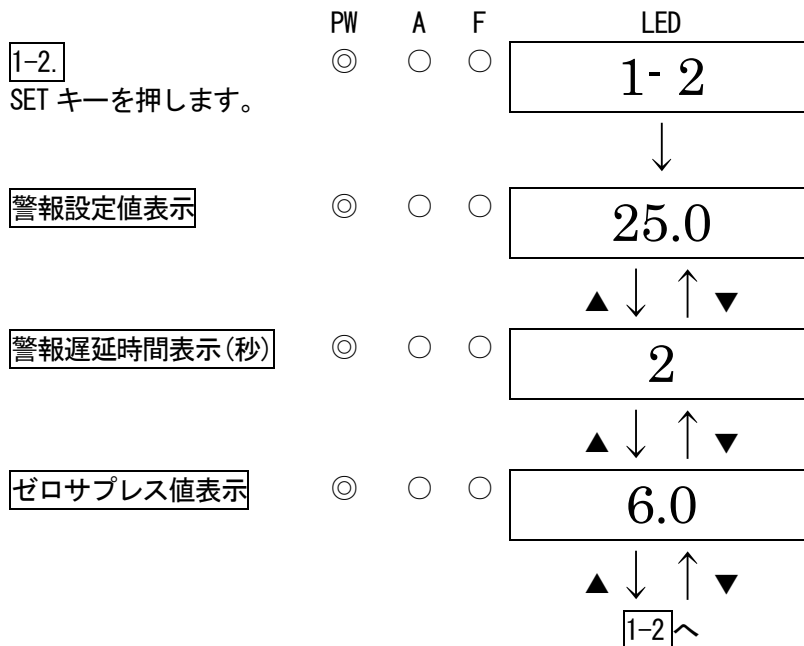 PW A F LED
1-2. ◎ ○ ○ 1- 2
SET キーを押します。
↓
警報設定値表示 ◎ ○ ○ 25.0
▲ ↓ ↑ ▼
警報遅延時間表示(秒) ◎ ○ ○ 2
▲ ↓ ↑ ▼
ゼロサプレス値表示 ◎ ○ ○ 6.0
▲ ↓ ↑ ▼
1-2へ